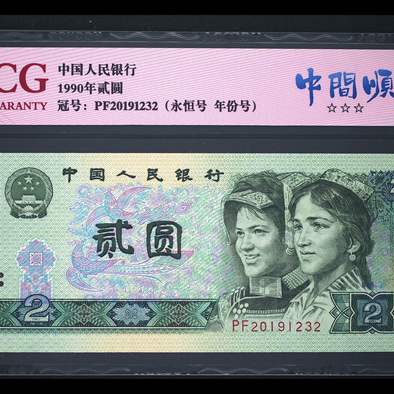 CG
中国人民银行
ARANTY
1990年贰圆
冠号：PF20191232（永恒号 年份号）
中間順
☆☆☆
中国人民银行
贰圆
2
2
PF20191232